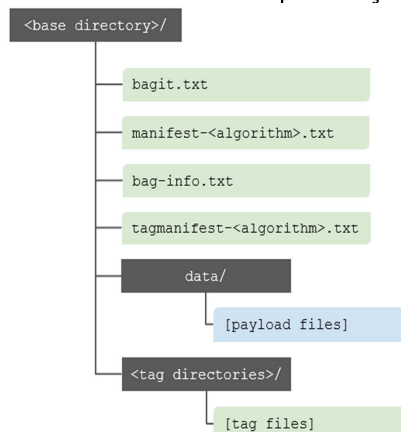 <base directory>/
bagit.txt
manifest-<algorithm>.txt
bag-info.txt
tagmanifest-<algorithm>.txt
data/
[payload files]
<tag directories>/
[tag files]